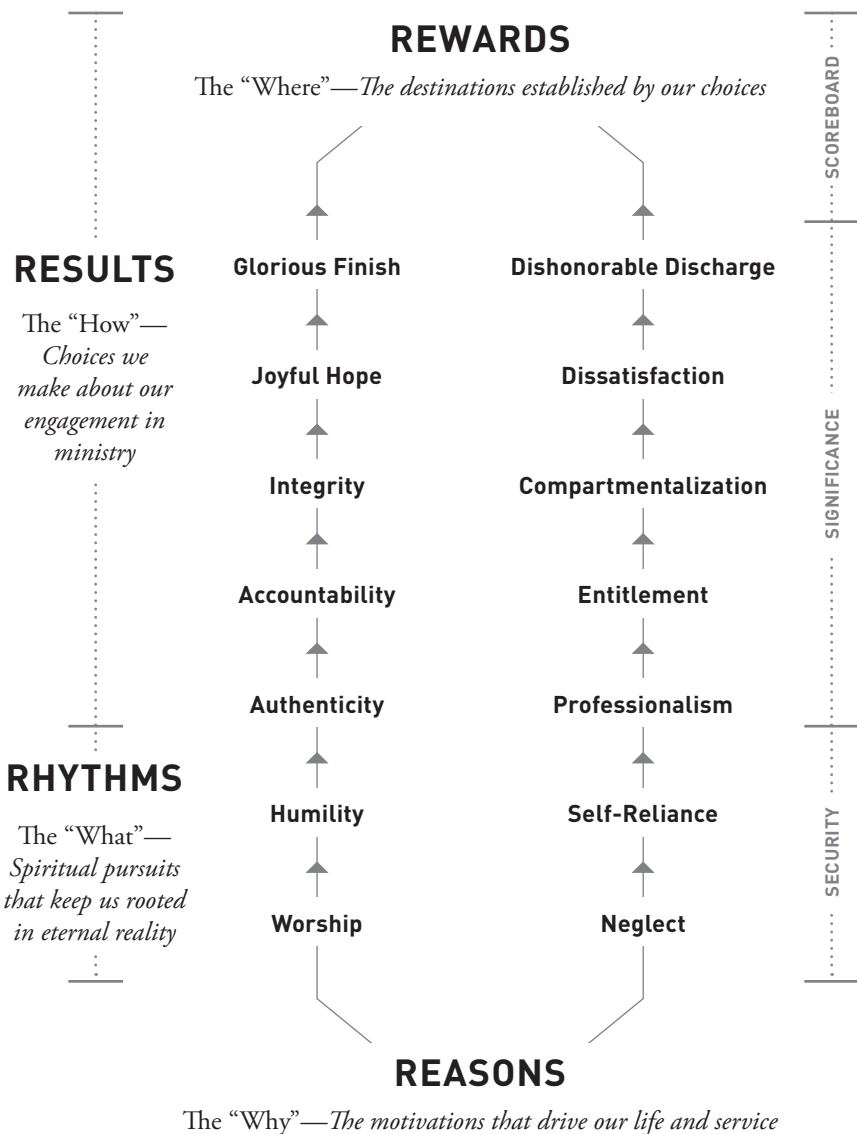 REWARDS
The “Where”—The destinations established by our choices
SCOREBOARD
RESULTS
The “How”—
Choices we
make about our
engagement in
ministry
Glorious Finish
Dishonorable Discharge
Joyful Hope
Dissatisfaction
Integrity
Compartmentalization
Accountability
Entitlement
Authenticity
Professionalism
SIGNIFICANCE
RHYTHMS
The “What”—
Spiritual pursuits
that keep us rooted
in eternal reality
Humility
Self-Reliance
Worship
Neglect
SECURITY
REASONS
The “Why”—The motivations that drive our life and service